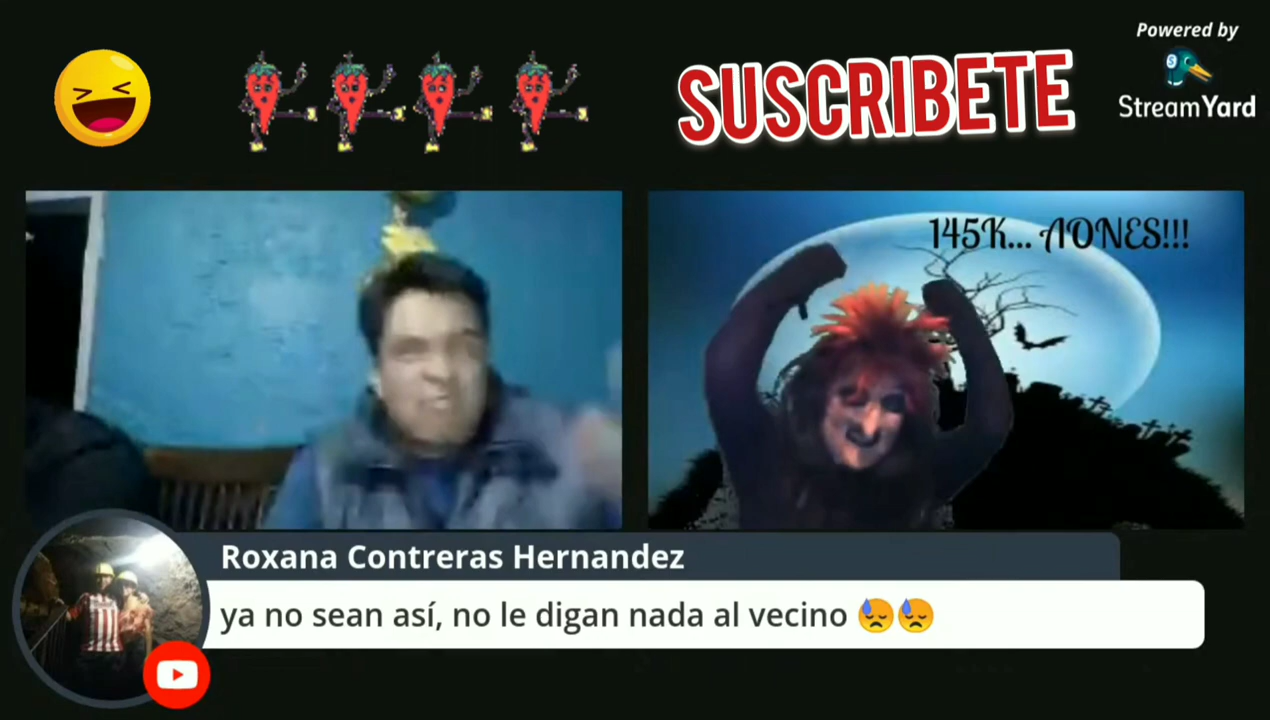 Powered by
SUSCRIBETE
StreamYard
145K... AONES!!!
Roxana Contreras Hernandez
ya no sean así, no le digan nada al vecino 😓😓